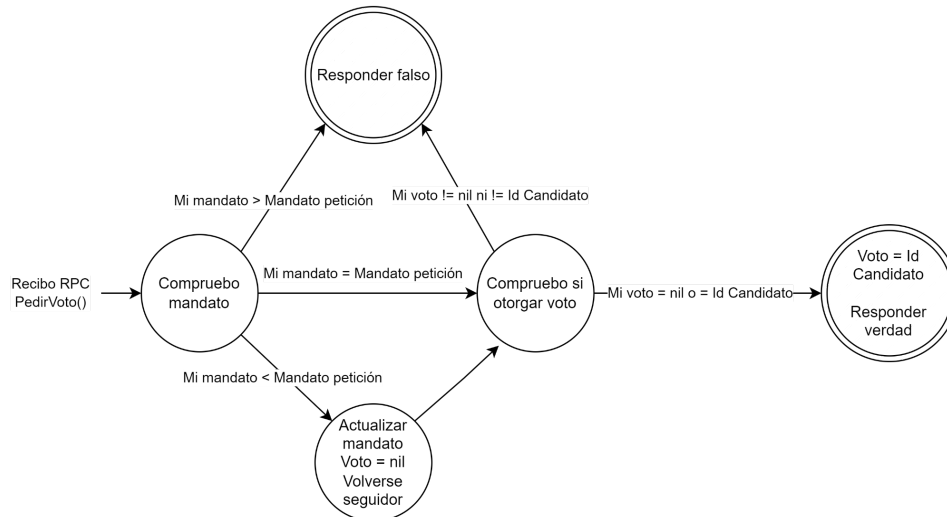 Responder falso
Mi mandato > Mandato petición
Mi voto != nil ni != Id Candidato
Recibo RPC
PedirVoto()
Compruebo
mandato
Mi mandato = Mandato petición
Compruebo si
otorgar voto
Mi voto = nil o = Id Candidato
Voto = Id
Candidato
Responder
verdad
Mi mandato < Mandato petición
Actualizar
mandato
Voto = nil
Volverse
seguidor